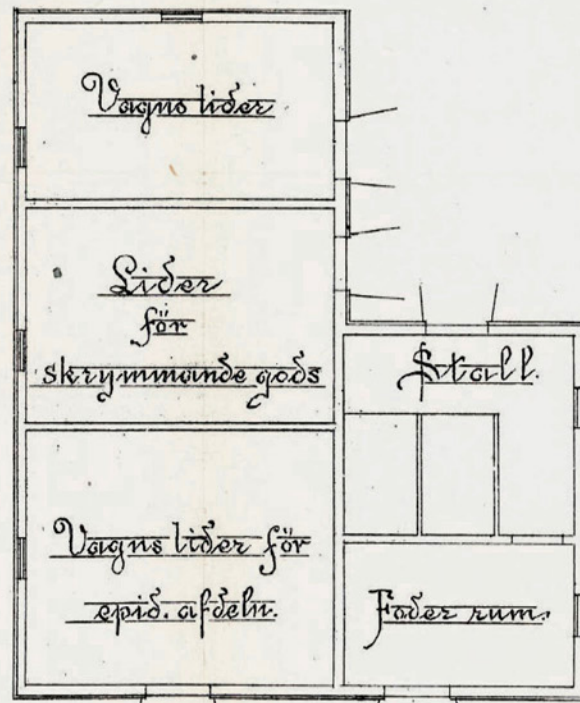 Vagns lider
Lider
för
skrymmande gods
Stall.
Vagns lider för
epid. afdeln.
Foder rum.